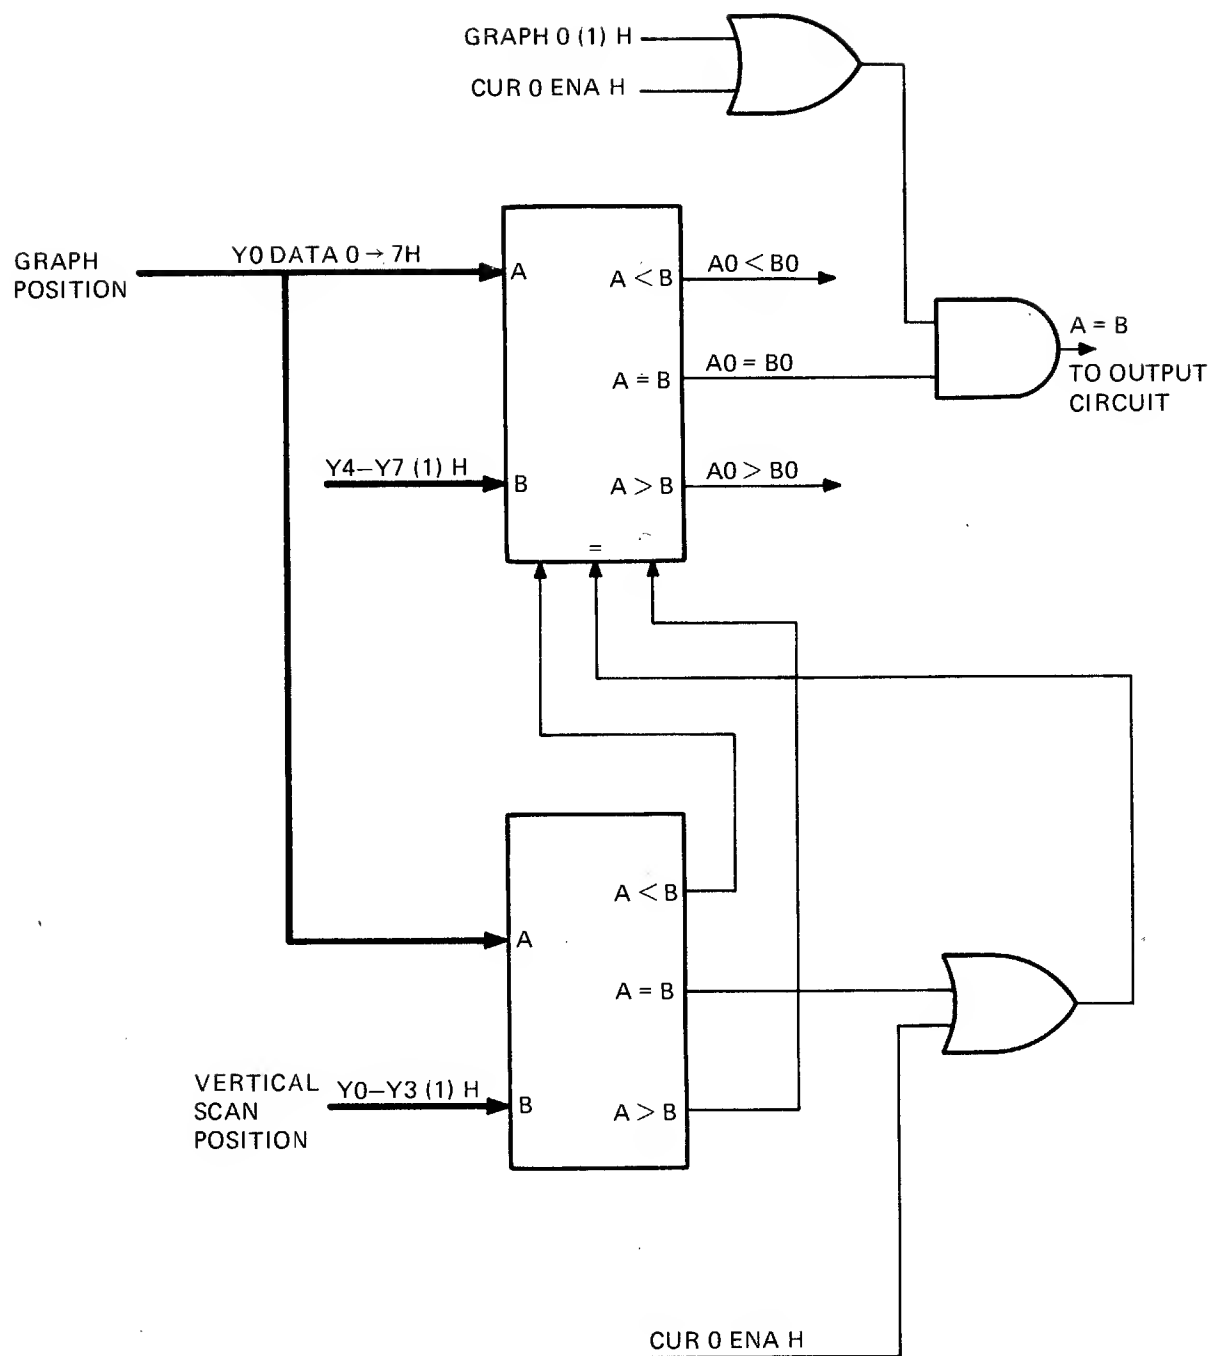 GRAPH 0 (1) H
CUR 0 ENA H
GRAPH
POSITION
Y0 DATA 0 → 7H
A
A < B
A0 < B0
A = B
A0 = B0
A = B
TO OUTPUT
CIRCUIT
Y4–Y7 (1) H
B
A > B
A0 > B0
=
A < B
A
A = B
VERTICAL
SCAN
POSITION
Y0–Y3 (1) H
B
A > B
CUR 0 ENA H